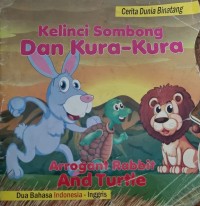 Cerita Dunia Binatang
Kelinci Sombong
Dan Kura-Kura
Arrogant Rabbit
And Turtle
Dua Bahasa Indonesia - Inggris